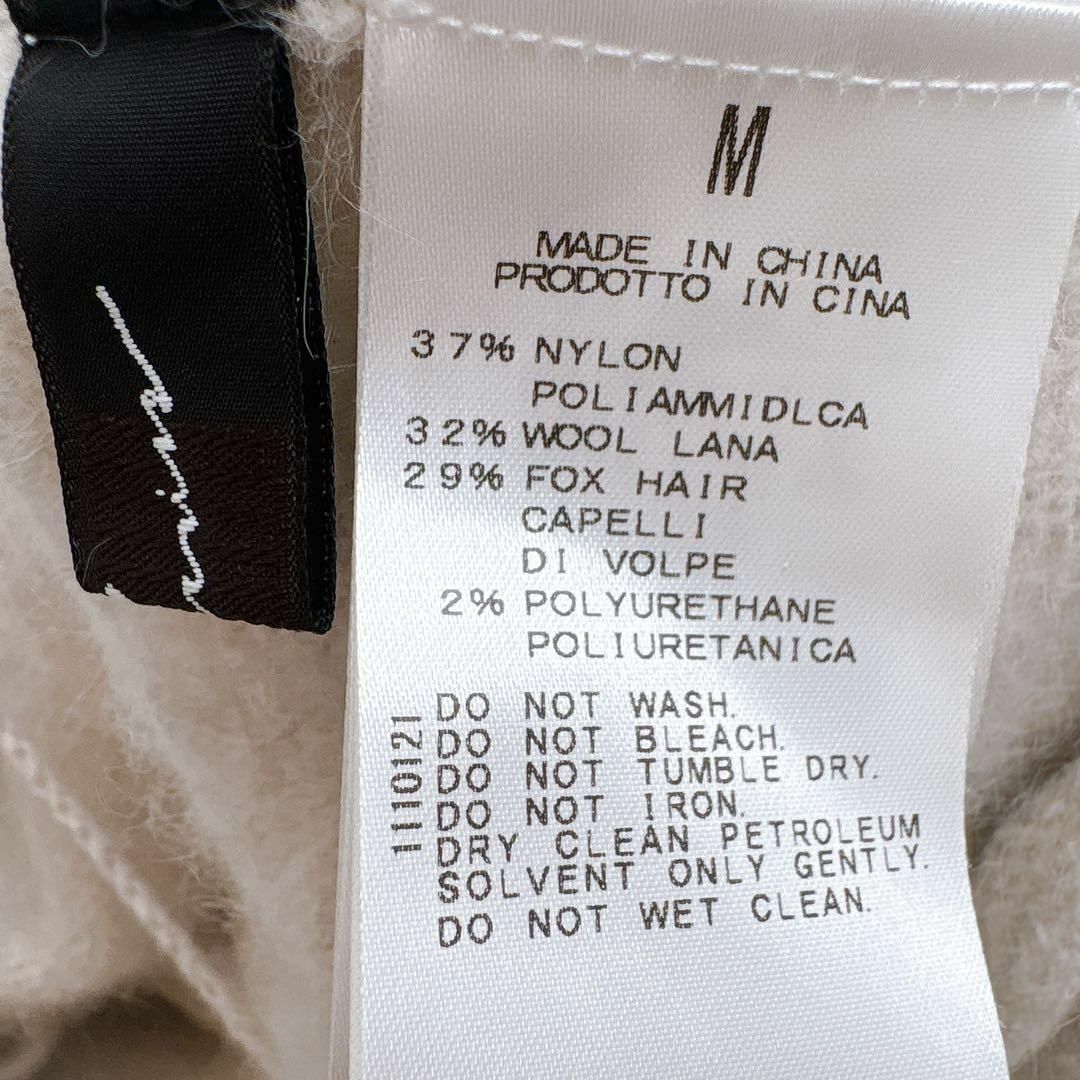 M
MADE IN CHINA
PRODOTTO IN CINA
37% NYLON
POLIAMMIDLCA
32% WOOL LANA
29% FOX HAIR
CAPELLI
DI VOLPE
2% POLYURETHANE
POLIURETANICA
DO NOT WASH.
DO NOT BLEACH.
DO NOT TUMBLE DRY.
DO NOT IRON.
DRY CLEAN PETROLEUM
SOLVENT ONLY GENTLY.
DO NOT WET CLEAN.
1110121